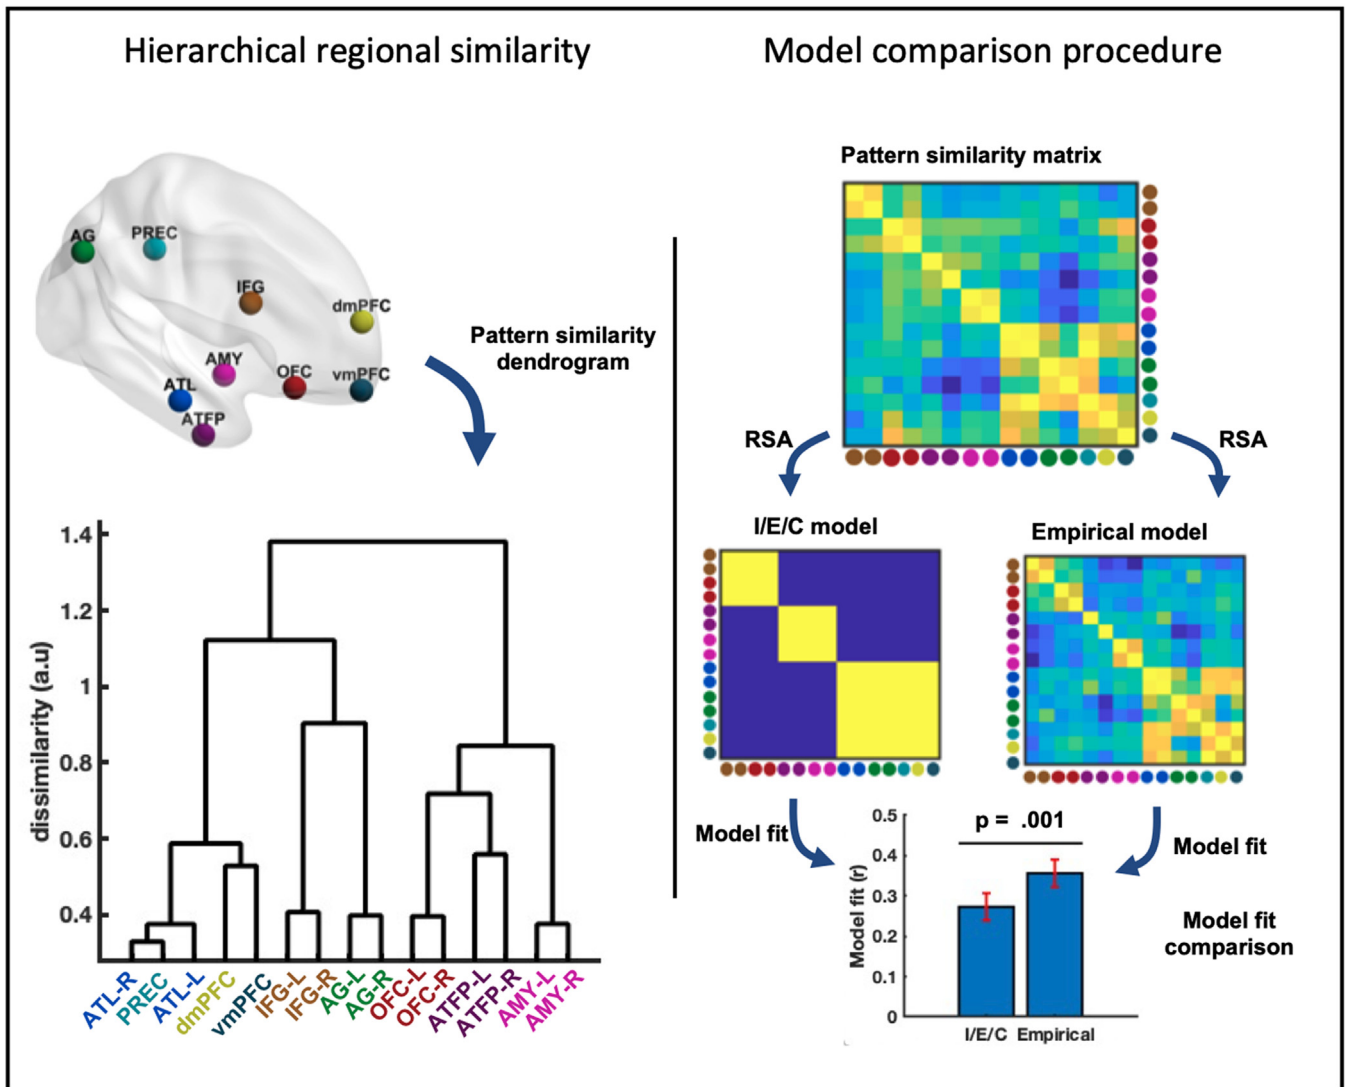 Hierarchical regional similarity
Model comparison procedure
AG
PREC
IFG
dmPFC
AMY
OFC
vmPFC
ATL
ATFP
Pattern similarity
dendrogram
1.4
1.2
1
0.8
0.6
0.4
dissimilarity (a.u)
ATL-R
PREC
ATL-L
dmPFC
vmPFC
IFG-L
IFG-R
AG-L
AG-R
OFC-L
OFC-R
ATFP-L
ATFP-R
AMY-L
AMY-R
Pattern similarity matrix
RSA
RSA
I/E/C model
Empirical model
Model fit
Model fit
p = .001
0.5
0.4
0.3
0.2
0.1
0
Model fit (r)
I/E/C Empirical
Model fit
comparison